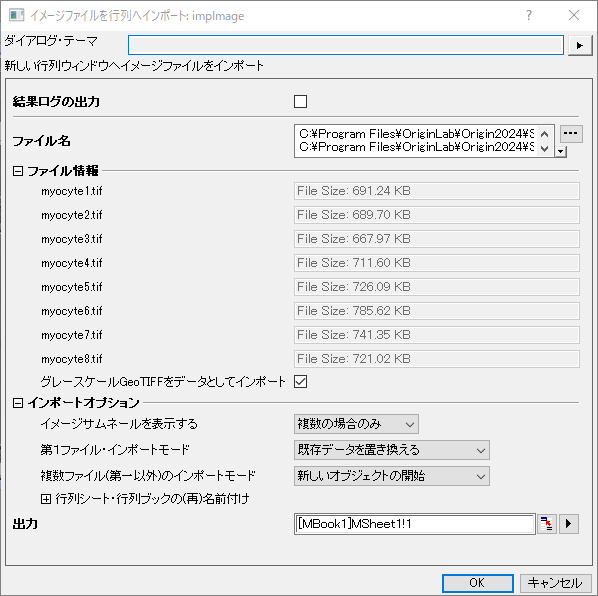 イメージファイルを行列へインポート: impImage
ダイアログ・テーマ
新しい行列ウィンドウへイメージファイルをインポート
結果ログの出力
ファイル名
C:¥Program Files¥OriginLab¥Origin2024¥S
C:¥Program Files¥OriginLab¥Origin2024¥S
ファイル情報
myocyte1.tif File Size: 691.24 KB
myocyte2.tif File Size: 689.70 KB
myocyte3.tif File Size: 667.97 KB
myocyte4.tif File Size: 711.60 KB
myocyte5.tif File Size: 726.09 KB
myocyte6.tif File Size: 785.62 KB
myocyte7.tif File Size: 741.35 KB
myocyte8.tif File Size: 721.02 KB
グレースケールGeoTIFFをデータとしてインポート
インポートオプション
イメージサムネールを表示する 複数の場合のみ
第1ファイル・インポートモード 既存データを置き換える
複数ファイル(第一以外)のインポートモード 新しいオブジェクトの開始
行列シート・行列ブックの(再)名前付け
出力 [MBook1]MSheet1!1
OK キャンセル